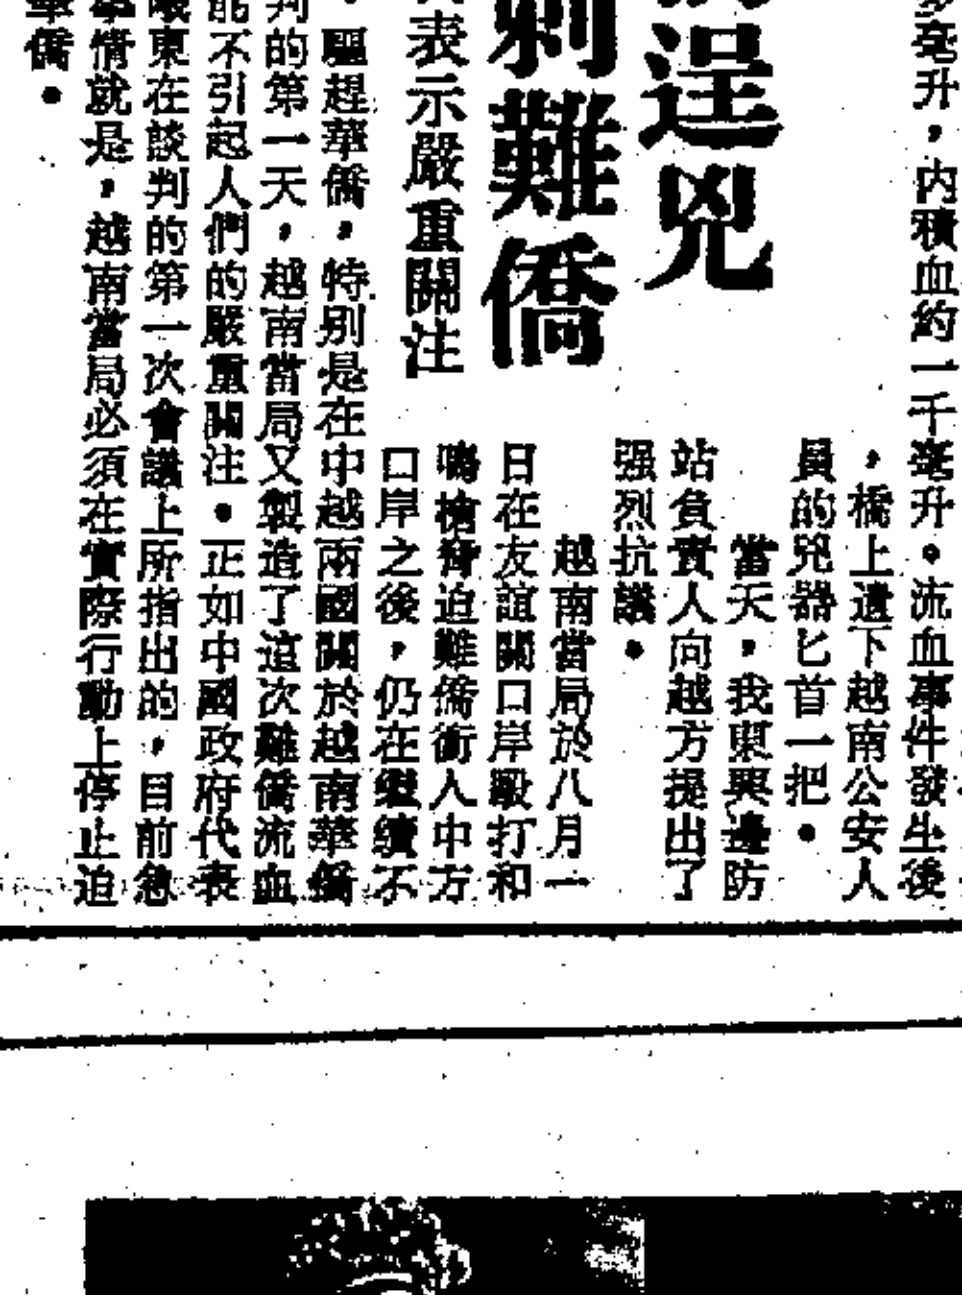 毫升，內積血約一千毫升。流血事件發生後
，橋上遺下越南公安人
員的兇器匕首一把。
當天，我東興邊防
站負責人向越方提出了
强烈抗議。
逞兇
刺難僑
表示嚴重關注
越南當局於八月一
日在友誼關口岸毆打和
鳴槍脅迫難僑衝入中方
口岸之後，仍在繼續不
驅趕華僑，特別是在中越兩國關於越南華僑
判的第一天，越南當局又製造了這次難僑流血
能不引起人們的嚴重關注。正如中國政府代表
曦東在談判的第一次會議上所指出的，目前急
事情就是，越南當局必須在實際行動上停止迫
華僑。